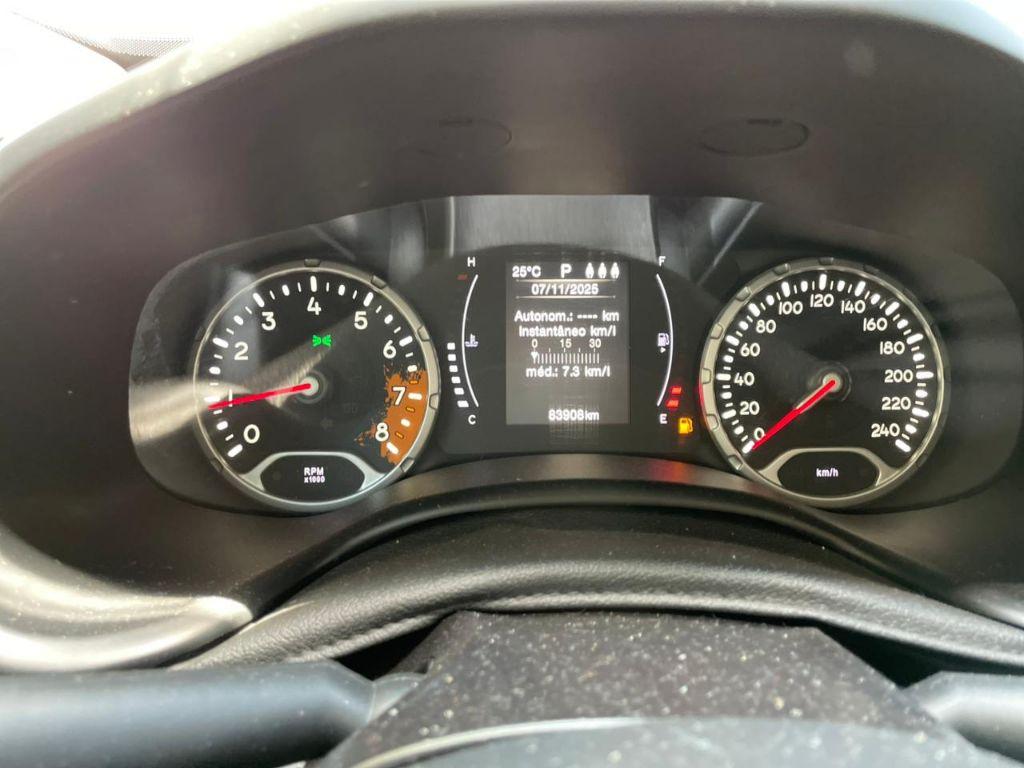 0
1
2
3
4
5
6
7
8
RPM
x1000
H
C
25°C P
07/11/2025
Autonom.: ---- km
Instantâneo km/l
0 15 30
méd.: 7.3 km/l
83908km
F
E
0
20
40
60
80
100
120
140
160
180
200
220
240
km/h